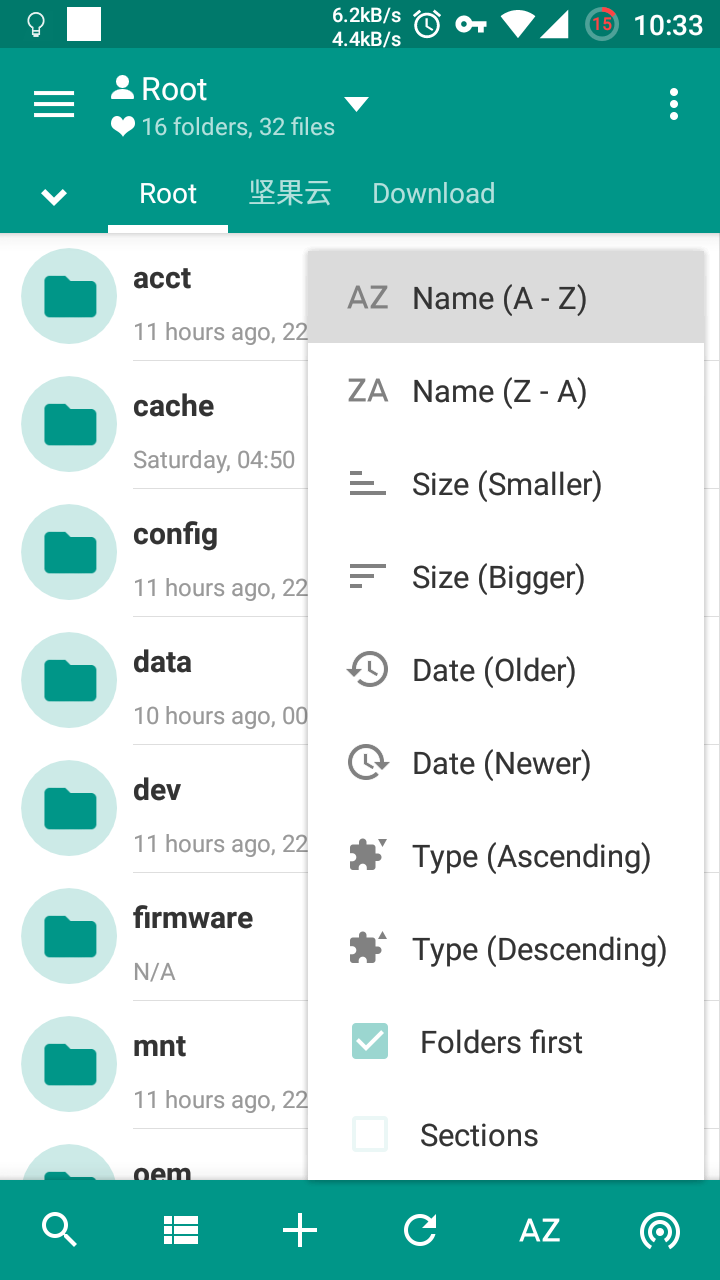 6.2kB/s
4.4kB/s
15
10:33
Root
16 folders, 32 files
Root
坚果云
Download
acct
11 hours ago, 22
cache
Saturday, 04:50
config
11 hours ago, 22
data
10 hours ago, 00
dev
11 hours ago, 22
firmware
N/A
mnt
11 hours ago, 22
oem
AZ Name (A - Z)
ZA Name (Z - A)
Size (Smaller)
Size (Bigger)
Date (Older)
Date (Newer)
Type (Ascending)
Type (Descending)
Folders first
Sections
AZ